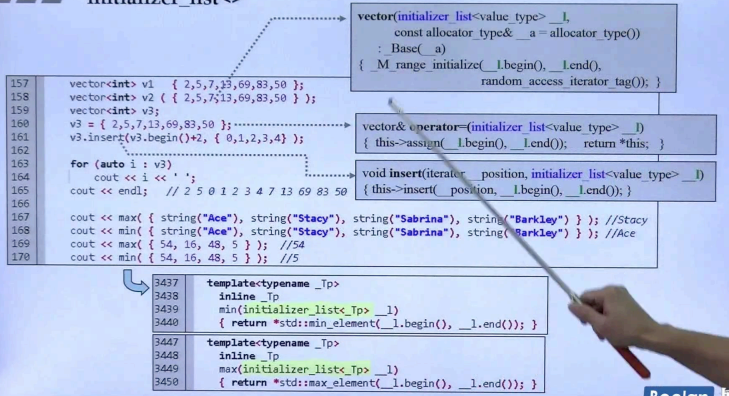 initializer_list<>
vector(initializer_list<value_type> __l,
const allocator_type& __a = allocator_type())
: _Base(__a)
{ _M_range_initialize(__l.begin(), __l.end(),
random_access_iterator_tag()); }
157 vector<int> v1 { 2,5,7,13,69,83,50 };
158 vector<int> v2 ( { 2,5,7,13,69,83,50 } );
159 vector<int> v3;
160 v3 = { 2,5,7,13,69,83,50 };
161 v3.insert(v3.begin()+2, { 0,1,2,3,4} );
162
163 for (auto i : v3)
164 cout << i << ' ';
165 cout << endl; // 2 5 0 1 2 3 4 7 13 69 83 50
166
167 cout << max( { string("Ace"), string("Stacy"), string("Sabrina"), string("Barkley") } ); //Stacy
168 cout << min( { string("Ace"), string("Stacy"), string("Sabrina"), string("Barkley") } ); //Ace
169 cout << max( { 54, 16, 48, 5 } ); //54
170 cout << min( { 54, 16, 48, 5 } ); //5
vector& operator=(initializer_list<value_type> __l)
{ this->assign(__l.begin(), __l.end()); return *this; }
void insert(iterator __position, initializer_list<value_type> __l)
{ this->insert(__position, __l.begin(), __l.end()); }
3437 template<typename _Tp>
3438 inline _Tp
3439 min(initializer_list<_Tp> __l)
3440 { return *std::min_element(__l.begin(), __l.end()); }
3447 template<typename _Tp>
3448 inline _Tp
3449 max(initializer_list<_Tp> __l)
3450 { return *std::max_element(__l.begin(), __l.end()); }
Boolan